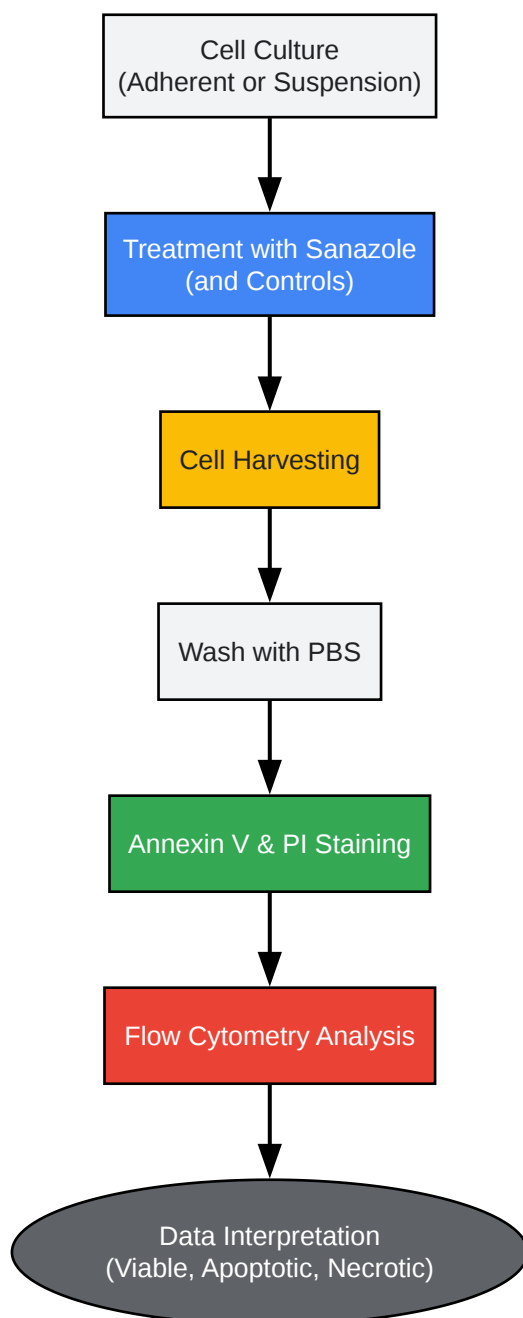 Cell Culture
(Adherent or Suspension)
Treatment with Sanazole
(and Controls)
Cell Harvesting
Wash with PBS
Annexin V & PI Staining
Flow Cytometry Analysis
Data Interpretation
(Viable, Apoptotic, Necrotic)